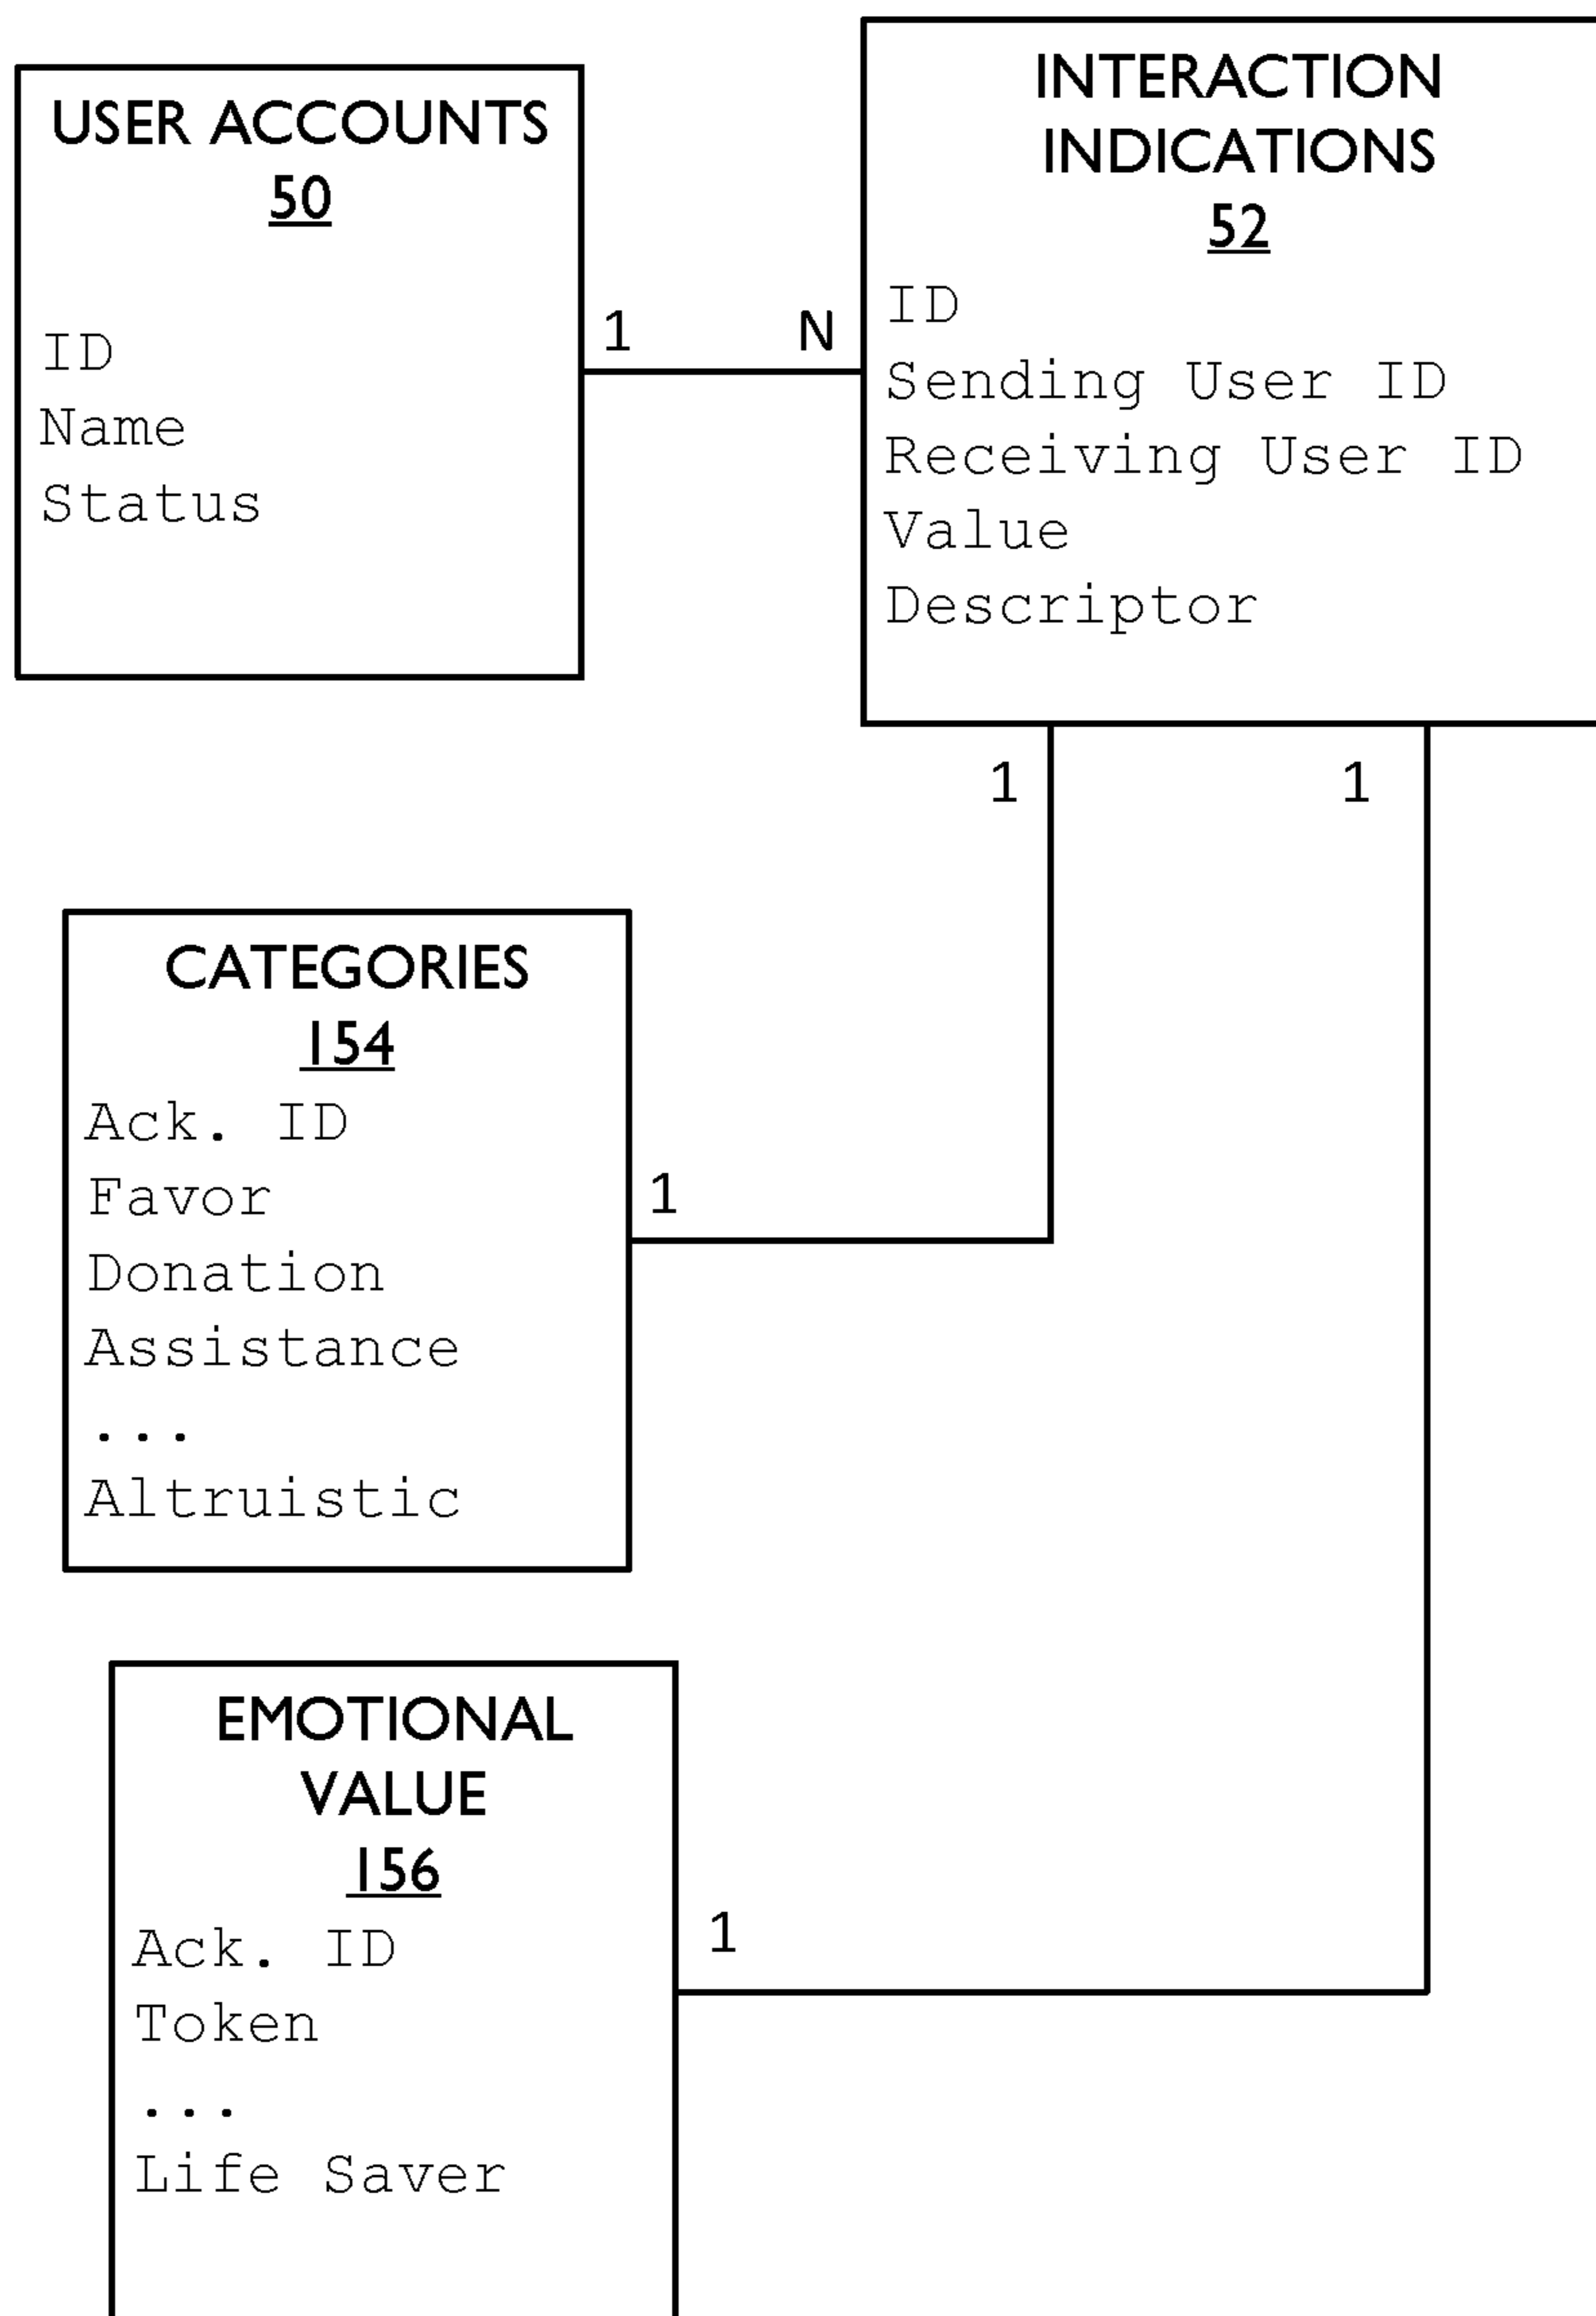 USER ACCOUNTS
50
ID
Name
Status
1
N
INTERACTION
INDICATIONS
52
ID
Sending User ID
Receiving User ID
Value
Descriptor
1
1
CATEGORIES
154
Ack. ID
Favor
Donation
Assistance
...
Altruistic
1
EMOTIONAL
VALUE
156
Ack. ID
Token
...
Life Saver
1